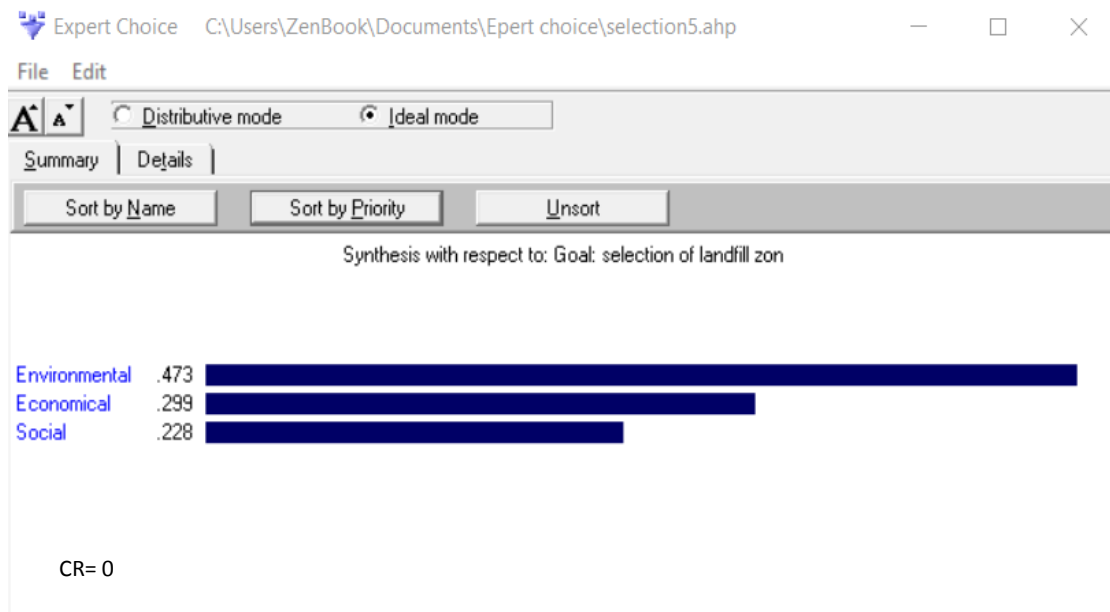 Expert Choice C:\Users\ZenBook\Documents\Epert choice\selection5.ahp
File Edit
A A Distributive mode Ideal mode
Summary Details
Sort by Name Sort by Priority Unsort
Synthesis with respect to: Goal: selection of landfill zon
Environmental .473
Economical .299
Social .228
CR= 0